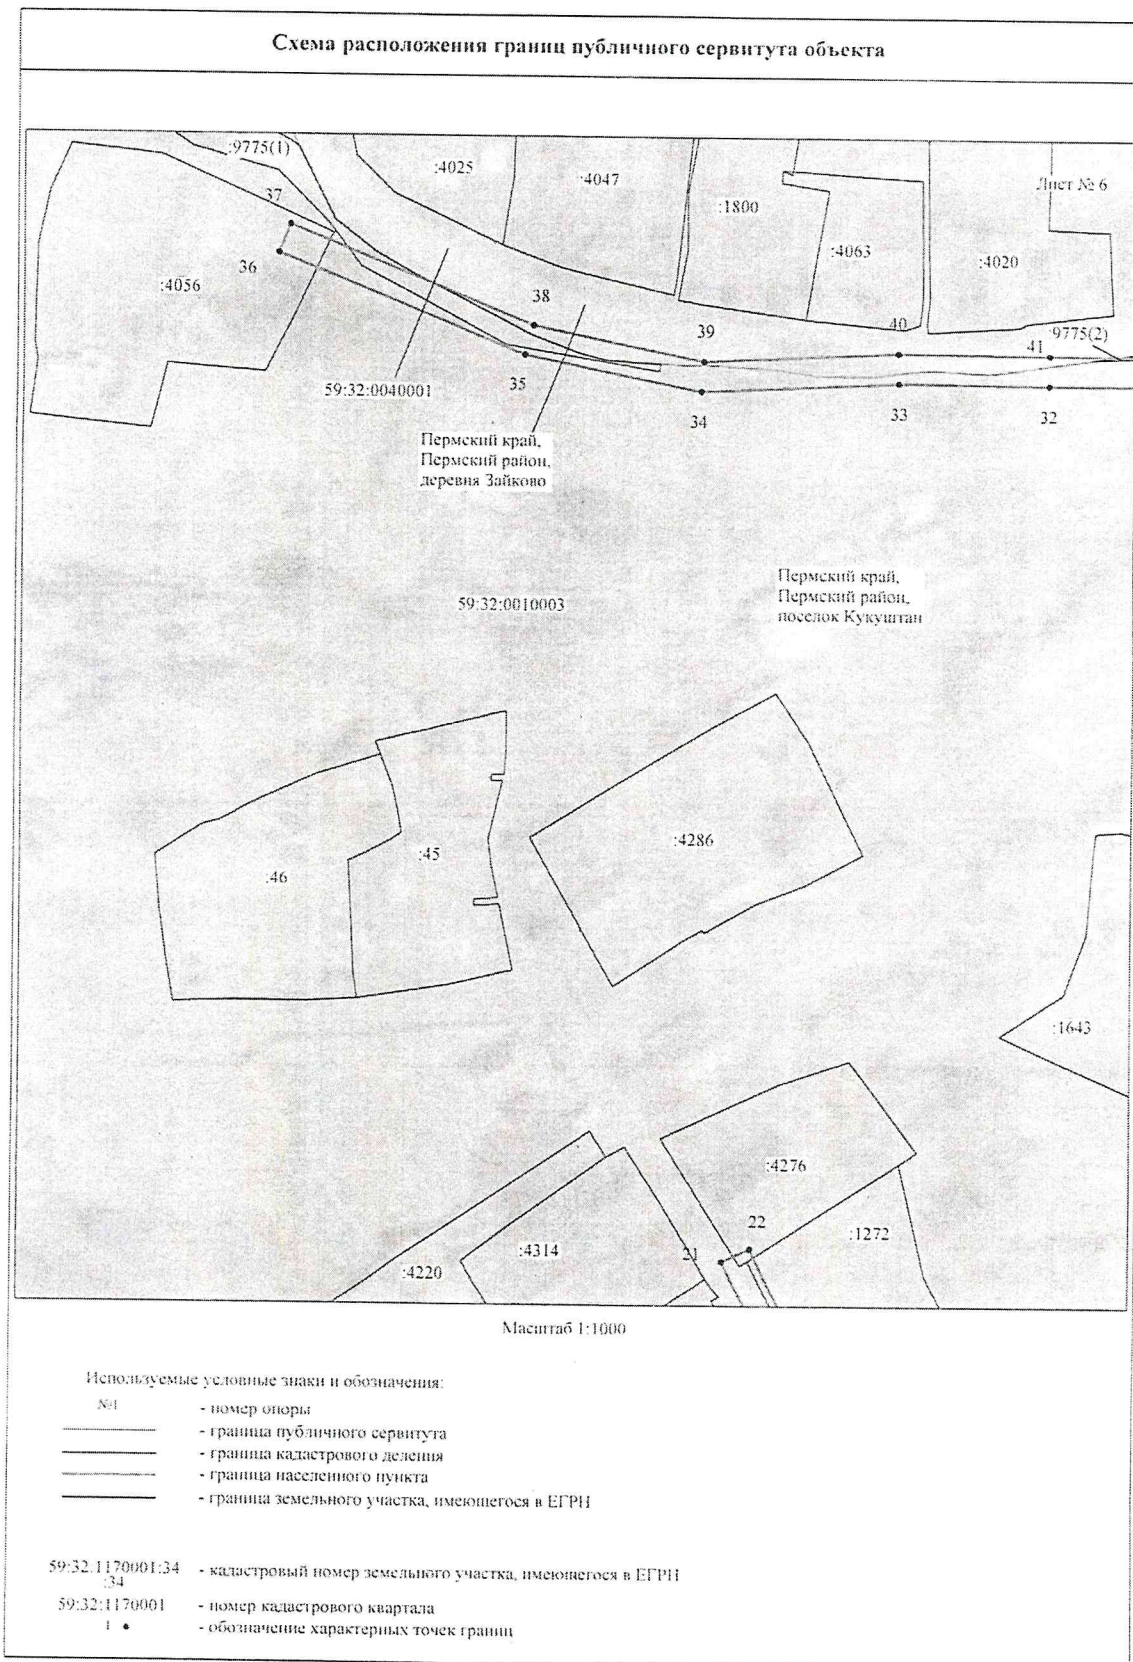 Схема расположения границ публичного сервитута объекта
:9775(1)
:4025
:4047
Лист № 6
37
:1800
:4063
:4020
36
:4056
38
39
40
41
:9775(2)
59:32:0040001
35
34
33
32
Пермский край,
Пермский район,
деревня Зайково
59:32:0010003
Пермский край,
Пермский район,
поселок Кукуштан
:45
:46
:4286
:1643
:4276
22
21
:1272
:4314
:4220
Масштаб 1:1000
Используемые условные знаки и обозначения:
№1 - номер опоры
- граница публичного сервитута
- граница кадастрового деления
- граница населенного пункта
- граница земельного участка, имеющегося в ЕГРН
59:32:1170001:34 - кадастровый номер земельного участка, имеющегося в ЕГРН
:34
59:32:1170001 - номер кадастрового квартала
1 • - обозначение характерных точек границ